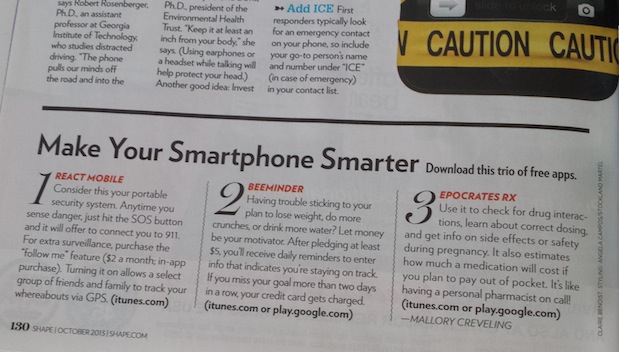 says Robert Rosenberger,
Ph.D., an assistant
professor at Georgia
Institute of Technology,
who studies distracted
driving. "The phone
pulls our minds off
the road and into the
Ph.D., president of the
Environmental Health
Trust. "Keep it at least an
inch from your body," she
says. (Using earphones or
a headset while talking will
help protect your head.)
Another good idea: Invest
Add ICE First
responders typically look
for an emergency contact
on your phone, so include
your go-to person's name
and number under "ICE"
(in case of emergency)
in your contact list.
slide to unlock
CAUTION CAUTIO
Make Your Smartphone Smarter Download this trio of free apps.
1 REACT MOBILE
Consider this your portable
security system. Anytime you
sense danger, just hit the SOS button
and it will offer to connect you to 911.
For extra surveillance, purchase the
"follow me" feature ($2 a month; in-app
purchase). Turning it on allows a select
group of friends and family to track your
whereabouts via GPS. (itunes.com)
2 BEEMINDER
Having trouble sticking to your
plan to lose weight, do more
crunches, or drink more water? Let money
be your motivator. After pledging at least
$5, you'll receive daily reminders to enter
info that indicates you're staying on track.
If you miss your goal more than two days
in a row, your credit card gets charged.
(itunes.com or play.google.com)
3 EPOCRATES RX
Use it to check for drug interac-
tions, learn about correct dosing,
and get info on side effects or safety
during pregnancy. It also estimates
how much a medication will cost if
you plan to pay out of pocket. It's like
having a personal pharmacist on call!
(itunes.com or play.google.com)
—MALLORY CREVELING
130 SHAPE | OCTOBER 2013 | SHAPE.COM